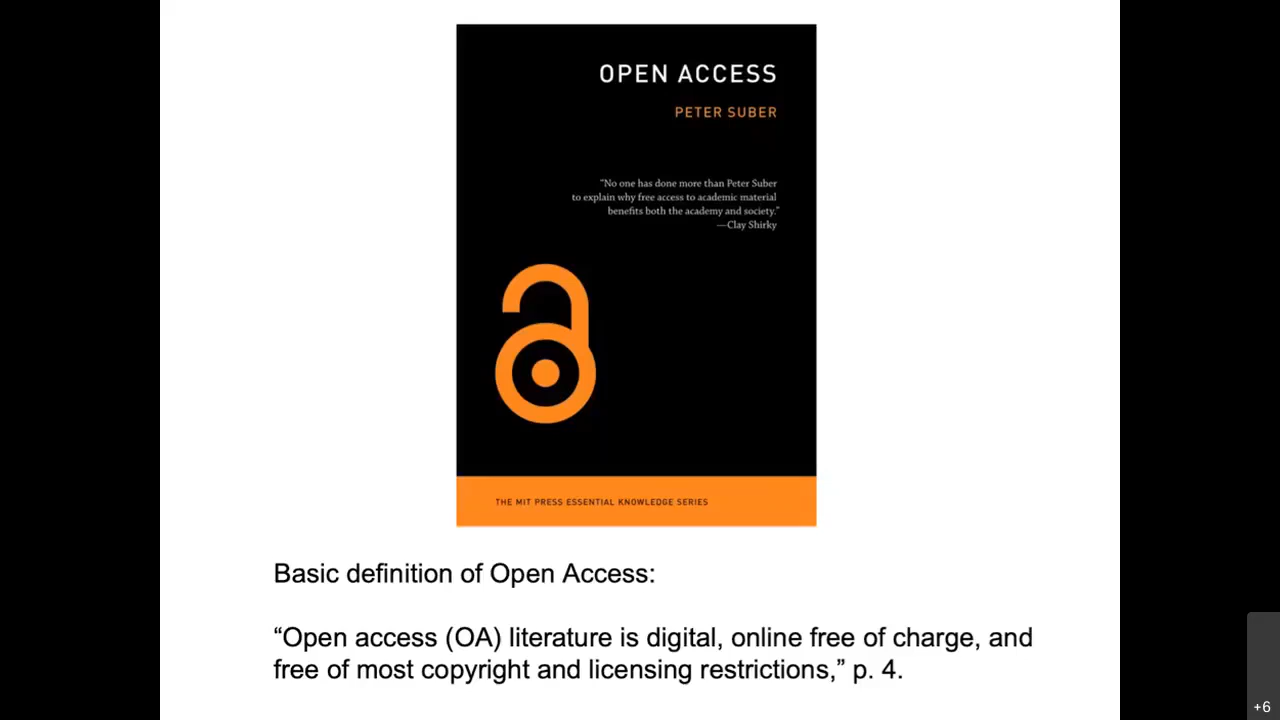 OPEN ACCESS
PETER SUBER
"No one has done more than Peter Suber
to explain why free access to academic material
benefits both the academy and society."
—Clay Shirky
THE MIT PRESS ESSENTIAL KNOWLEDGE SERIES
Basic definition of Open Access:
“Open access (OA) literature is digital, online free of charge, and
free of most copyright and licensing restrictions,” p. 4.
+6